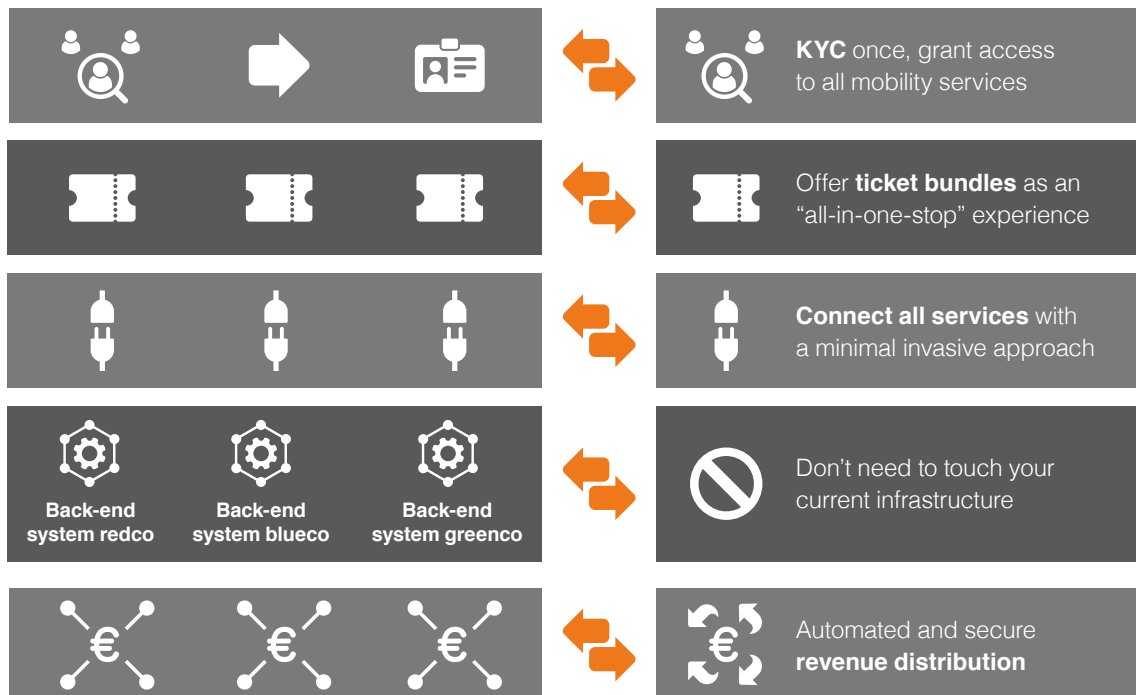 KYC once, grant access
to all mobility services
Offer ticket bundles as an
“all-in-one-stop” experience
Connect all services with
a minimal invasive approach
Back-end
system redco
Back-end
system blueco
Back-end
system greenco
Don’t need to touch your
current infrastructure
€
€
€
€
Automated and secure
revenue distribution